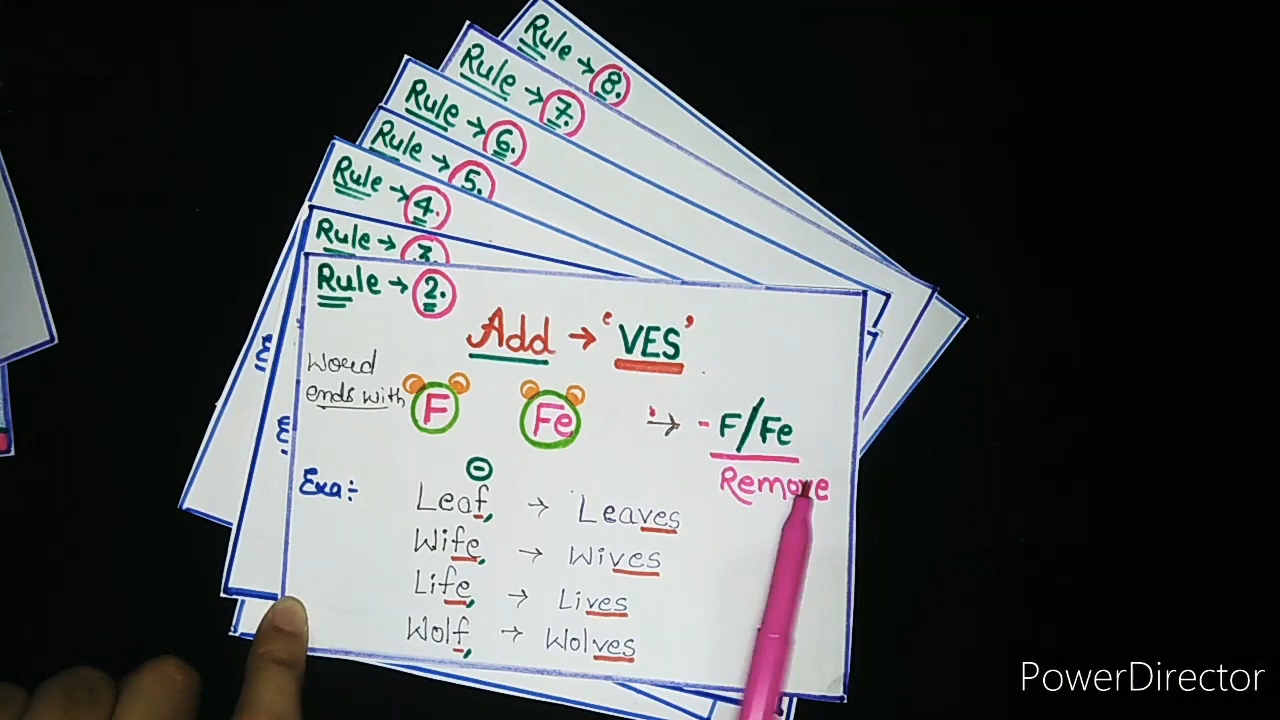 Rule → 8.
Rule → 7.
Rule → 6.
Rule → 5.
Rule → 4.
Rule → 3.
Rule → 2.
Add → 'VES'
Word
ends with F Fe → - F/Fe
Remove
Exa:-
Leaf, → Leaves
Wife, → Wives
Life, → Lives
Wolf, → Wolves
PowerDirector